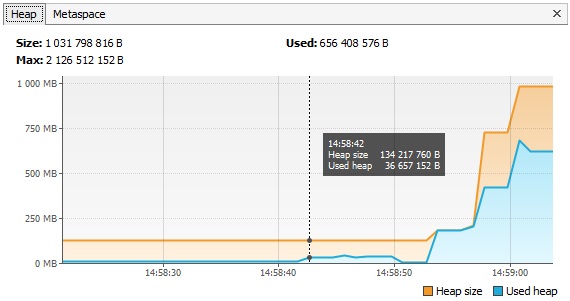 Heap Metaspace
Size: 1 031 798 816 B Used: 656 408 576 B
Max: 2 126 512 152 B
1 000 MB
750 MB
500 MB
250 MB
0 MB
14:58:42
Heap size 134 217 760 B
Used heap 36 657 152 B
14:58:30 14:58:40 14:58:50 14:59:00
Heap size Used heap